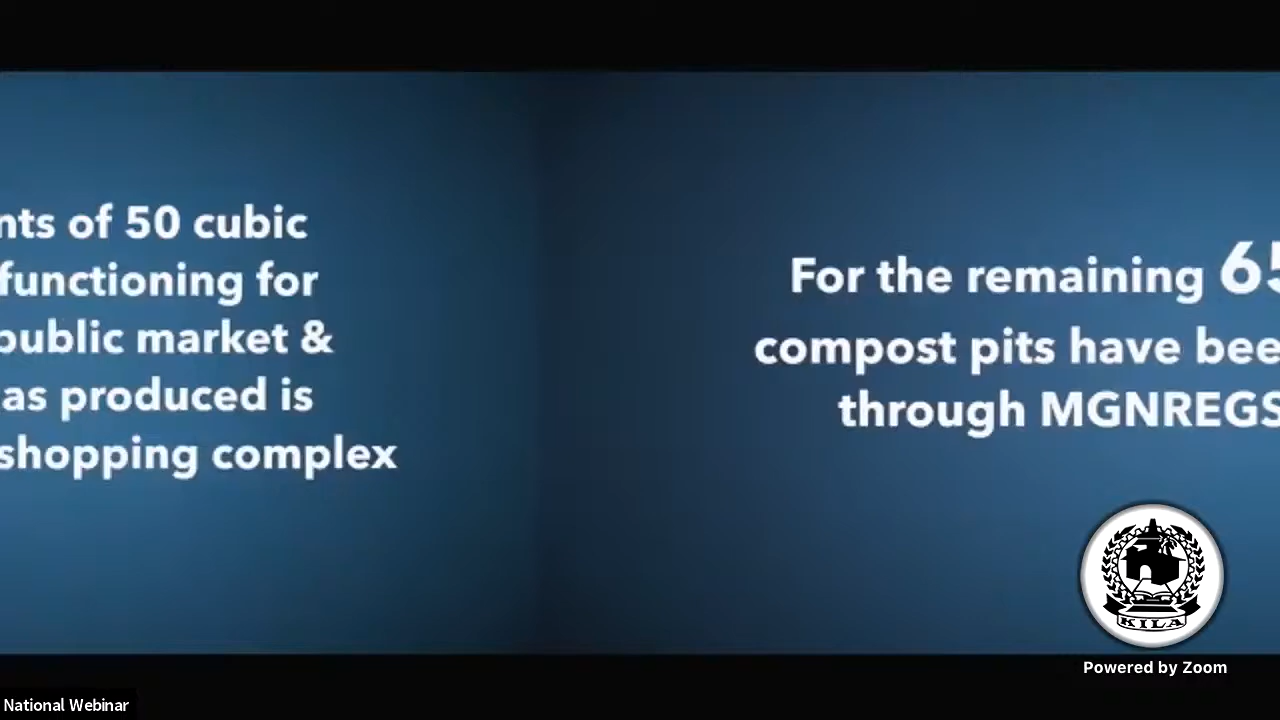 nts of 50 cubic
functioning for
public market &
as produced is
shopping complex
For the remaining 65
compost pits have bee
through MGNREGS
KILA
Powered by Zoom
National Webinar